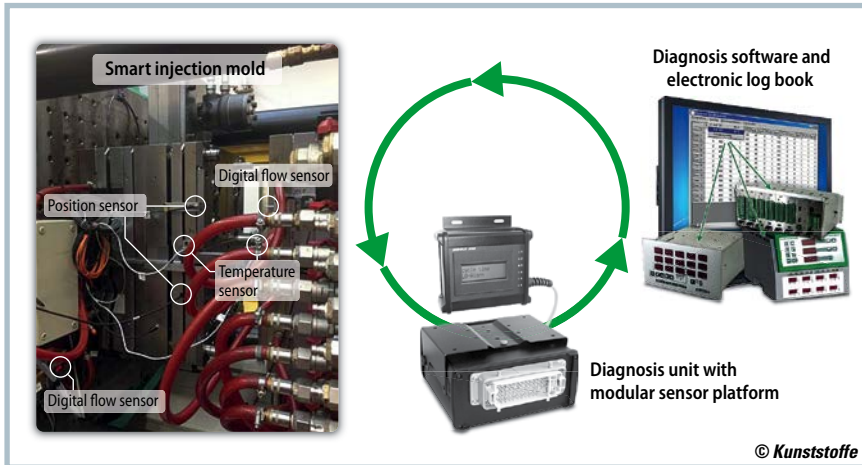 Smart injection mold
Digital flow sensor
Position sensor
Temperature
sensor
Digital flow sensor
Diagnosis software and
electronic log book
Diagnosis unit with
modular sensor platform
© Kunststoffe